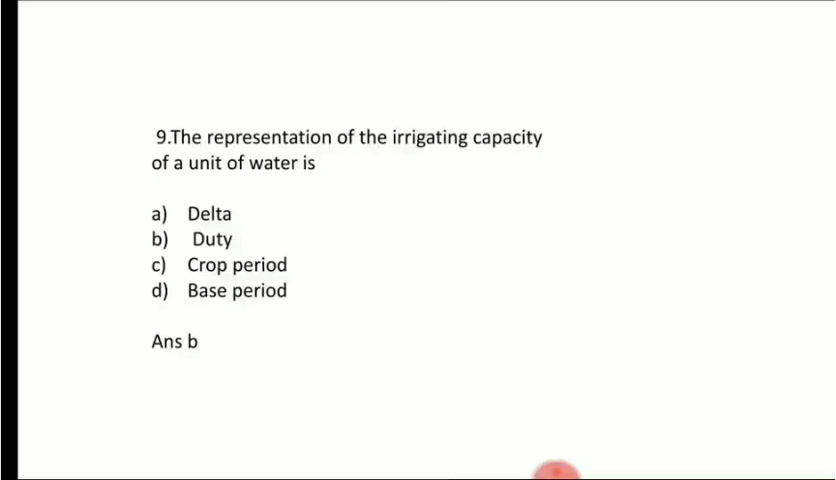 9.The representation of the irrigating capacity
of a unit of water is
a) Delta
b) Duty
c) Crop period
d) Base period
Ans b